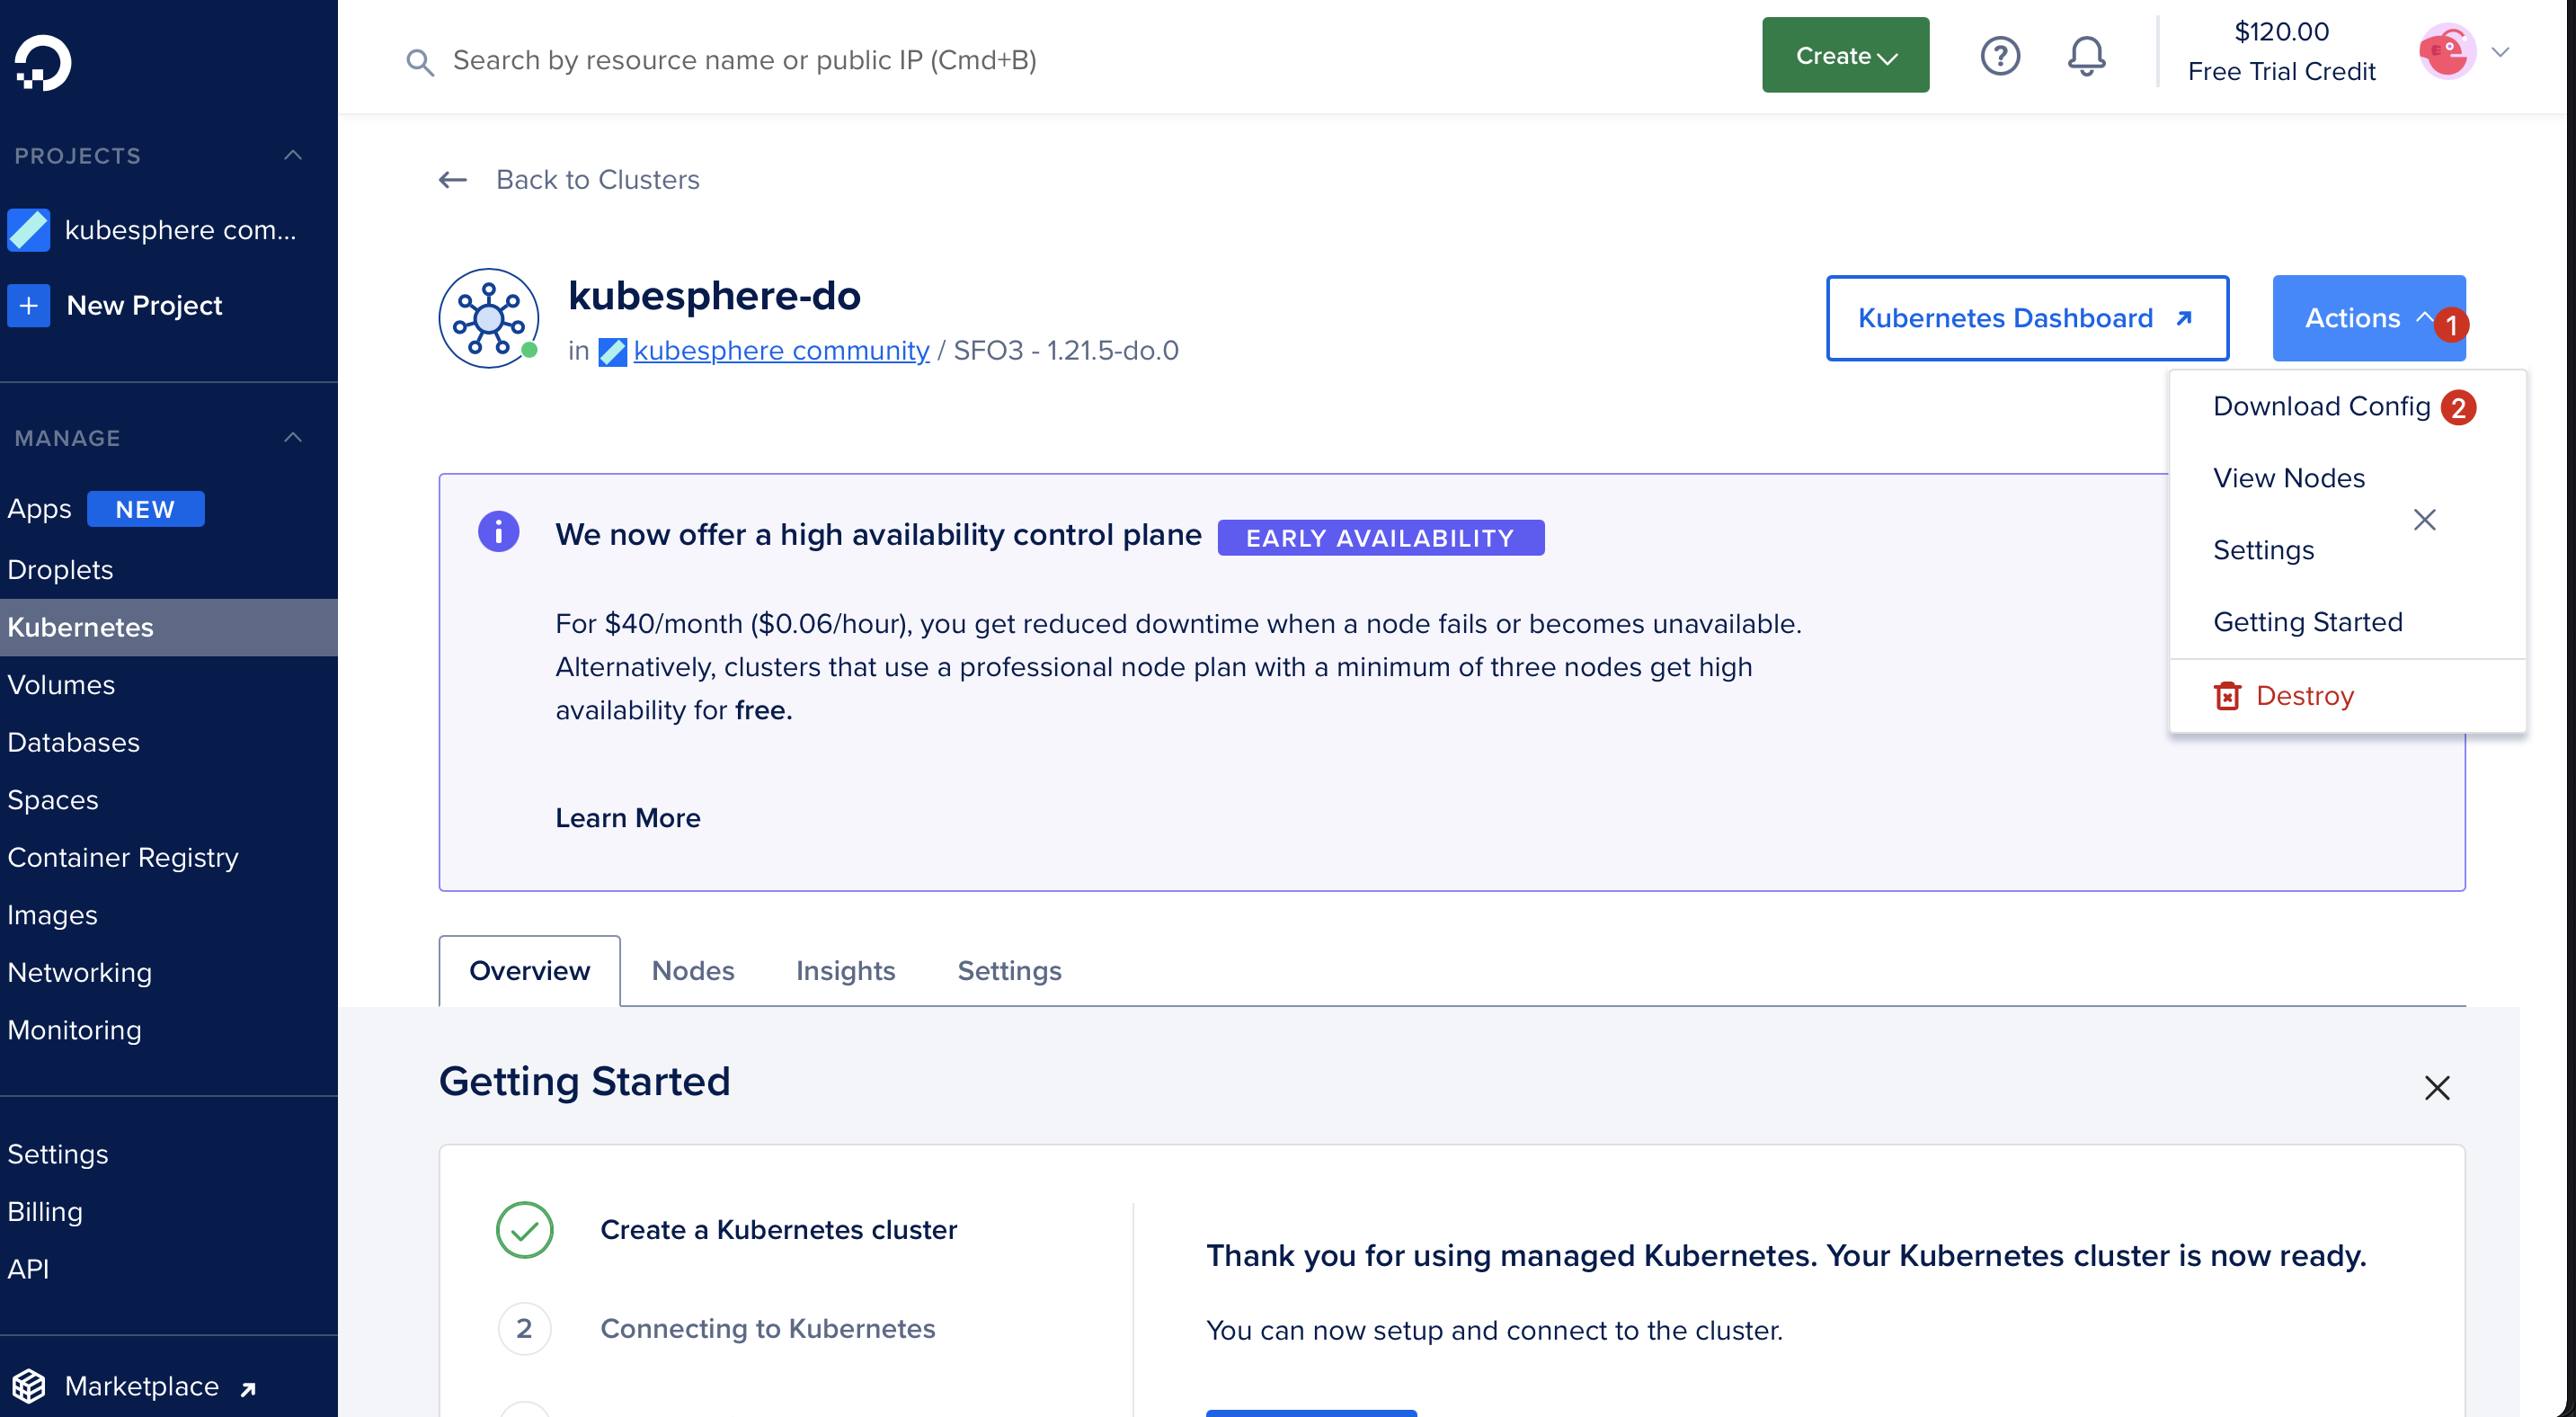 Search by resource name or public IP (Cmd+B)
Create
?
$120.00
Free Trial Credit
PROJECTS
kubesphere com...
+ New Project
MANAGE
Apps NEW
Droplets
Kubernetes
Volumes
Databases
Spaces
Container Registry
Images
Networking
Monitoring
Settings
Billing
API
Marketplace
Back to Clusters
kubesphere-do
in kubesphere community / SFO3 - 1.21.5-do.0
Kubernetes Dashboard
Actions 1
Download Config 2
View Nodes
Settings
Getting Started
Destroy
We now offer a high availability control plane EARLY AVAILABILITY
For $40/month ($0.06/hour), you get reduced downtime when a node fails or becomes unavailable.
Alternatively, clusters that use a professional node plan with a minimum of three nodes get high
availability for free.
Learn More
Overview Nodes Insights Settings
Getting Started
Create a Kubernetes cluster
2 Connecting to Kubernetes
Thank you for using managed Kubernetes. Your Kubernetes cluster is now ready.
You can now setup and connect to the cluster.